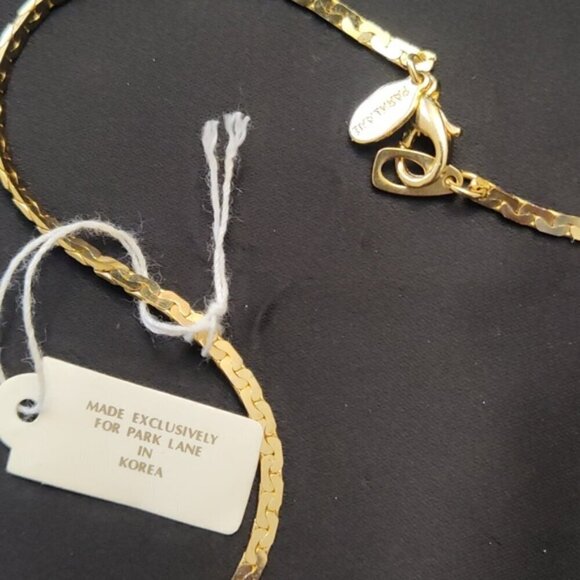 PARK LANE
MADE EXCLUSIVELY
FOR PARK LANE
IN
KOREA